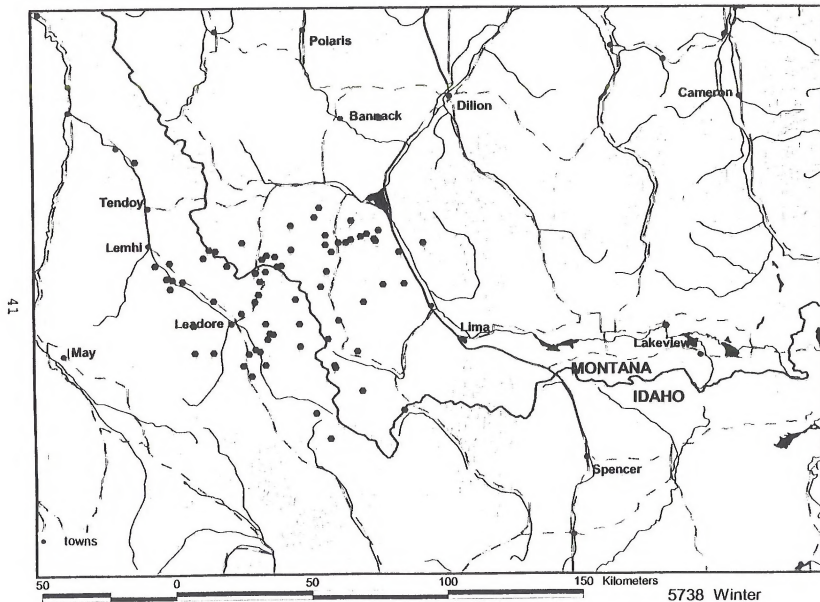 Polaris
Bannack
Dillon
Cameron
Tendoy
Lemhi
41
Leadore
Lima
Lakeview
May
MONTANA
IDAHO
Spencer
towns
50 0 50 100 150 Kilometers
5738 Winter